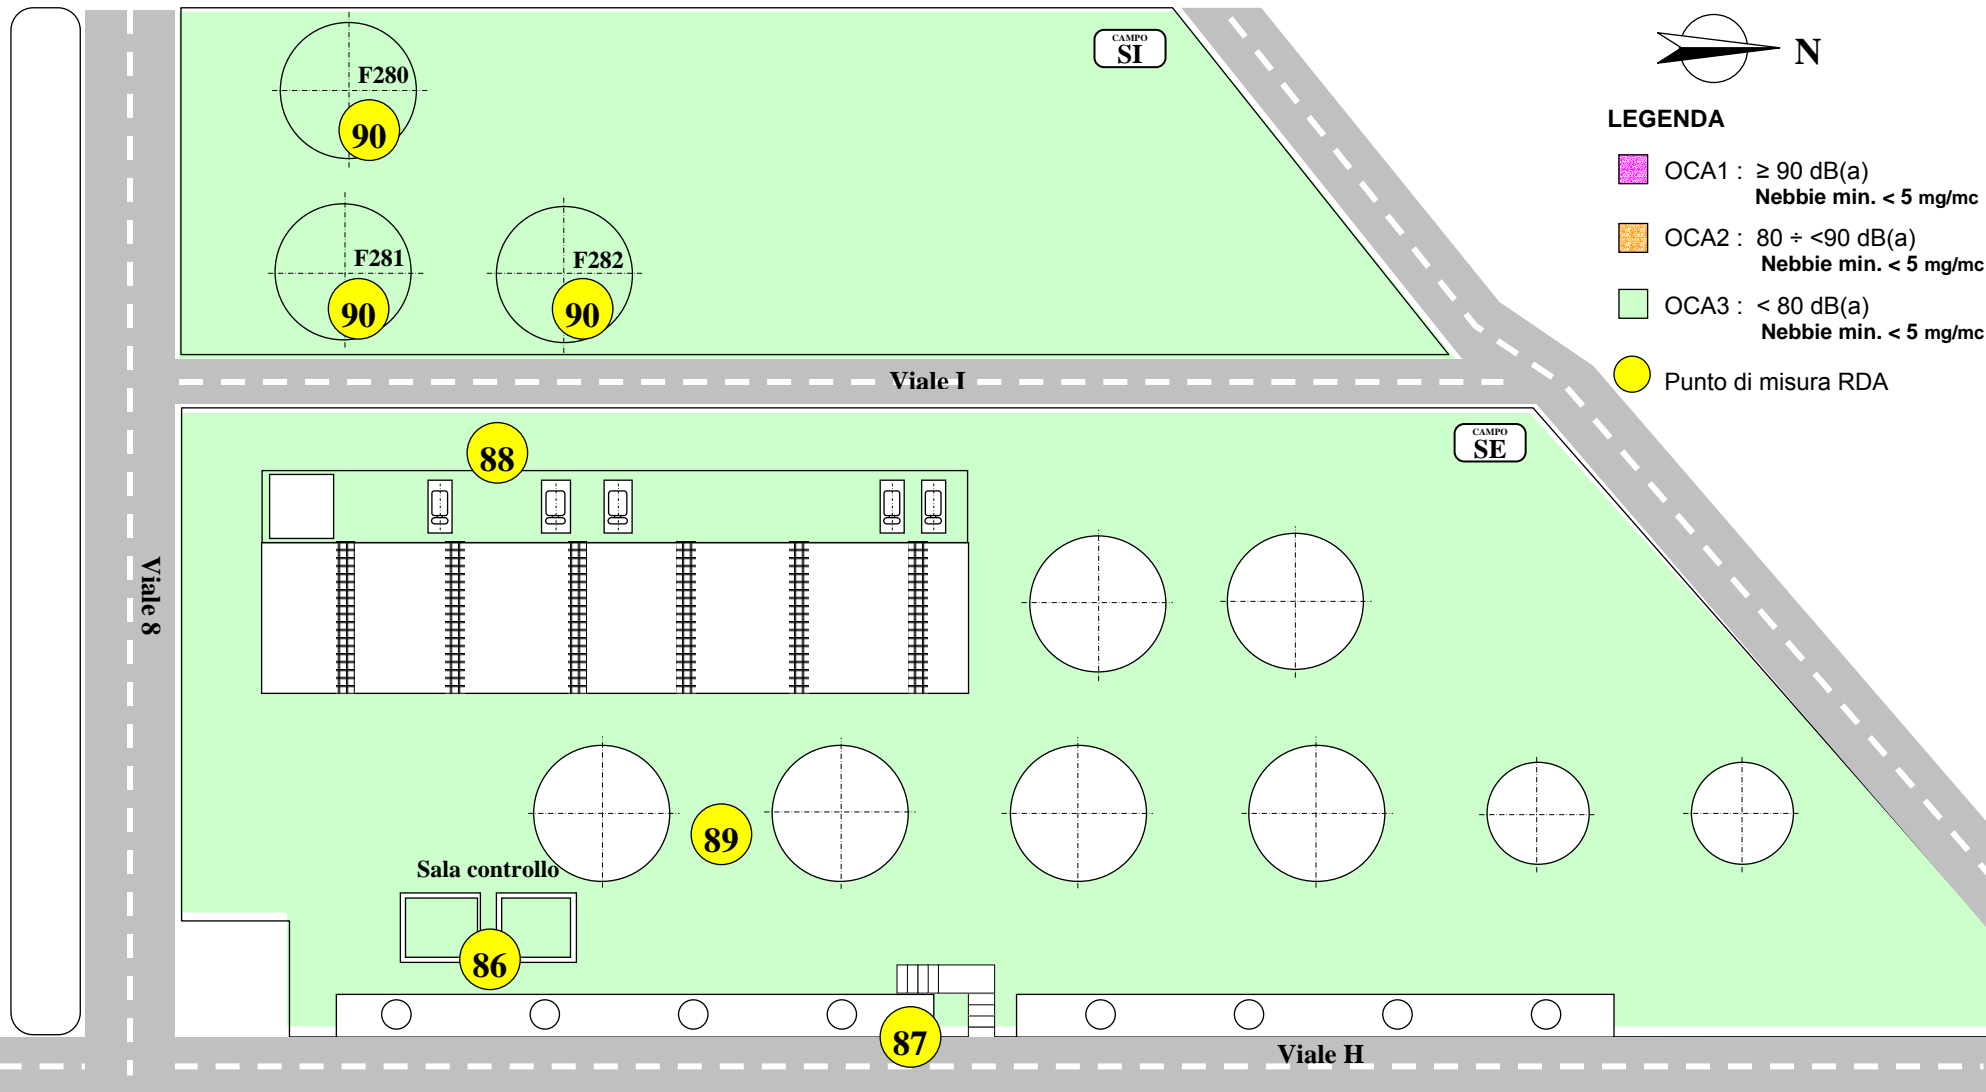 F280
90
F281
90
F282
90
CAMPO
SI
N
LEGENDA
OCA1 : ≥ 90 dB(a)
Nebbie min. < 5 mg/mc
OCA2 : 80 ÷ <90 dB(a)
Nebbie min. < 5 mg/mc
OCA3 : < 80 dB(a)
Nebbie min. < 5 mg/mc
Punto di misura RDA
Viale I
CAMPO
SE
88
Viale 8
89
Sala controllo
86
87
Viale H